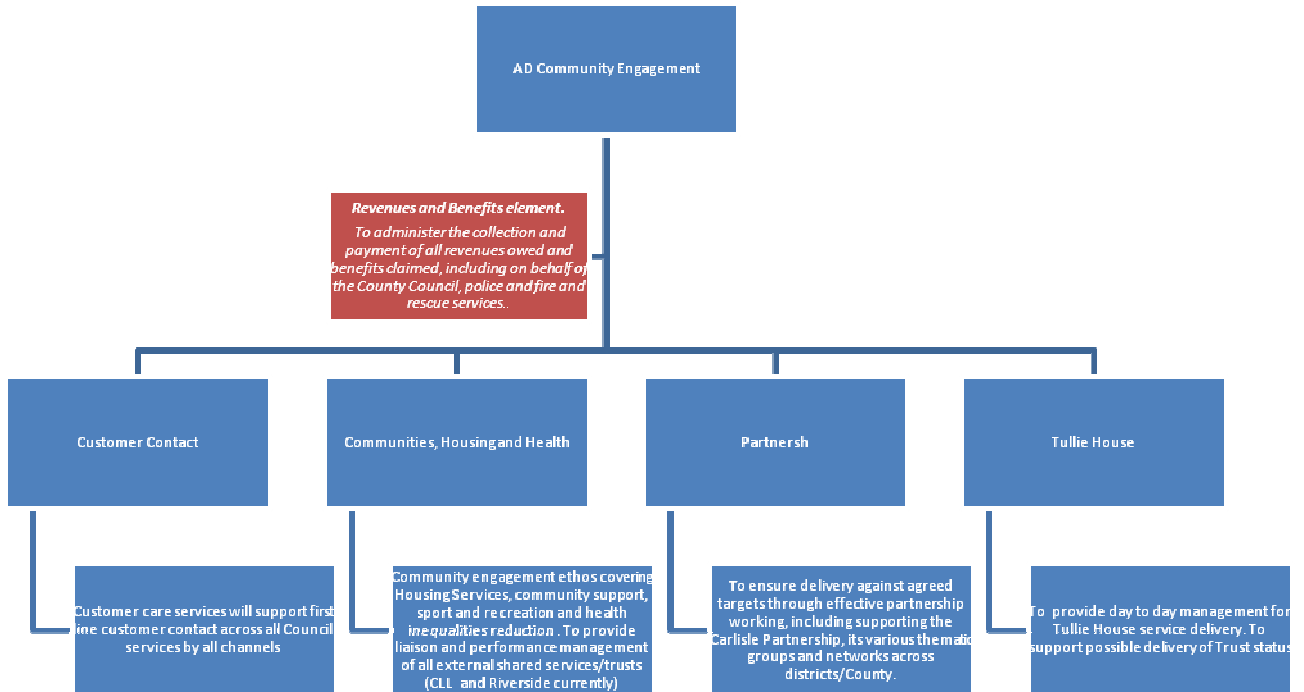 AD Community Engagement
Revenues and Benefits element.
To administer the collection and
payment of all revenues owed and
benefits claimed, including on behalf of
the County Council, police and fire and
rescue services..
Customer Contact
Communities, Housingand Health
Partnersh
Tullie House
Customer care services will support first
line customer contact across all Council
services by all channels
Community engagement ethos covering
Housing Services, community support,
sport and recreation and health
inequalities reduction . To provide
liaison and performance management
of all external shared services/trusts
(CLL and Riverside currently)
To ensure delivery against agreed
targets through effective partnership
working, including supporting the
Carlisle Partnership, its various thematic
groups and networks across
districts/County.
To provide day to day management for
Tullie House service delivery. To
support possible delivery of Trust status